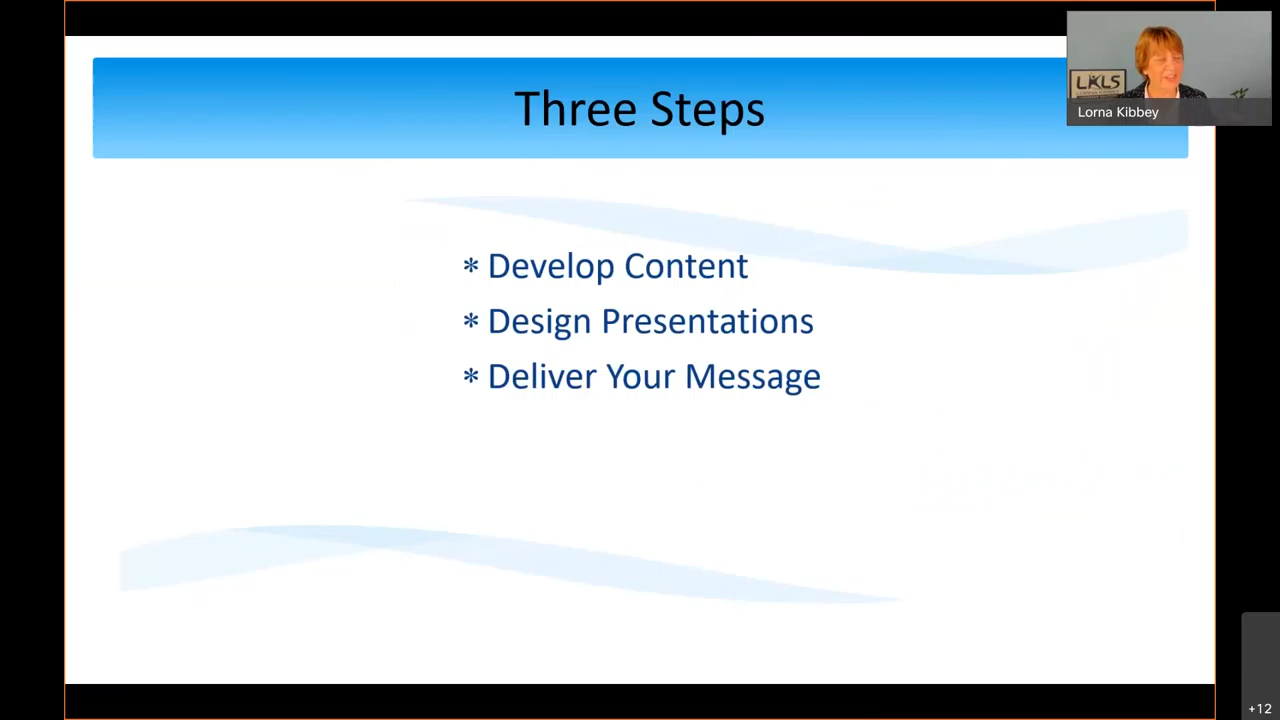 Three Steps
LKLS
Lorna Kibbey
* Develop Content
* Design Presentations
* Deliver Your Message
+12